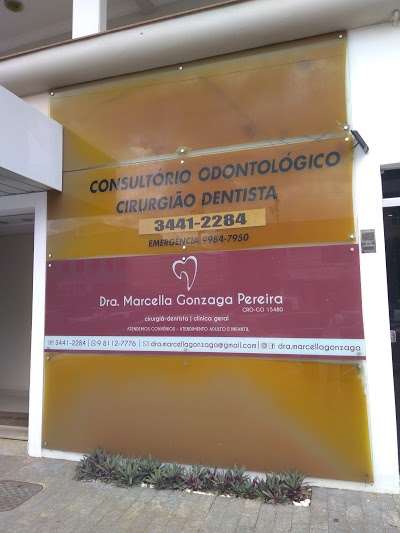 CONSULTÓRIO ODONTOLÓGICO
CIRURGIÃO DENTISTA
3441-2284
EMERGÊNCIA 9984-7950
Dra. Marcella Gonzaga Pereira
CRO-GO 15480
cirurgiã-dentista | clínica geral
ATENDEMOS CONVÊNIOS - ATENDIMENTO ADULTO E INFANTIL
3441-2284 | 9 8112-7776 | dra.marcellagonzaga@gmail.com | dra.marcellagonzaga